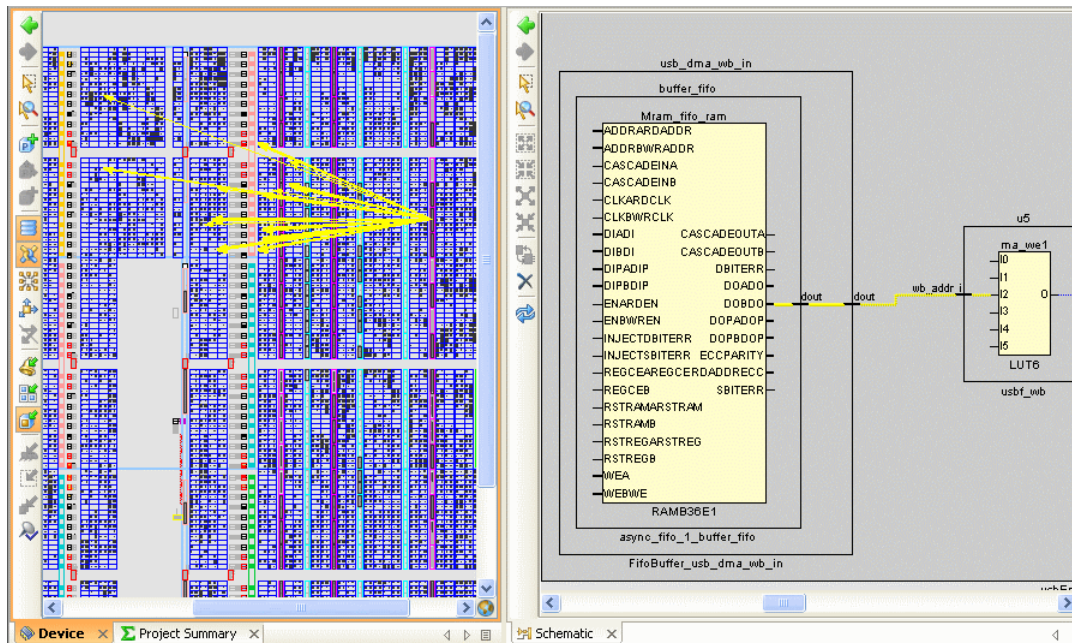 usb_dma_wb_in
buffer_fifo
Mram_fifo_ram
ADDRARDADDR
ADDRBWRADDR
CASCADEINA
CASCADEINB
CLKARDCLK
CLKBWRCLK
DIADI CASCADEOUTA
DIBDI CASCADEOUTB
DIPADIP DBITERR
DIPBDIP DOADO
ENARDEN DOBDO dout dout
ENBWREN DOPADOP
INJECTDBITERR DOPBDOP
INJECTSBITERR ECCPARITY
REGCEAREGCERDADDRECC
REGCEB SBITERR
RSTRAMARSTRAM
RSTRAMB
RSTREGARSTREG
RSTREGB
WEA
WEBWE
RAMB36E1
async_fifo_1_buffer_fifo
FifoBuffer_usb_dma_wb_in
u5
ma_we1
I0
I1
wb_addr_i I2 O
I3
I4
I5
LUT6
usbf_wb
Device
Project Summary
Schematic